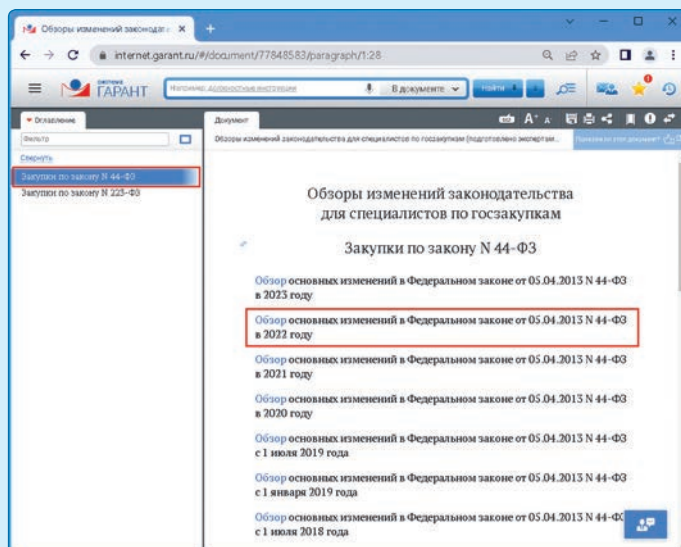 Обзоры изменений законодат
internet.garant.ru/#/document/77848583/paragraph/1:28
система
ГАРАНТ
Например, должностные инструкции
В документе
Найти
Оглавление
Фильтр
Свернуть
Закупки по закону N 44-ФЗ
Закупки по закону N 223-ФЗ
Документ
Обзоры изменений законодательства для специалистов по госзакупкам (подготовлено экспертам...
Обзоры изменений законодательства
для специалистов по госзакупкам
Закупки по закону N 44-ФЗ
Обзор основных изменений в Федеральном законе от 05.04.2013 N 44-ФЗ
в 2023 году
Обзор основных изменений в Федеральном законе от 05.04.2013 N 44-ФЗ
в 2022 году
Обзор основных изменений в Федеральном законе от 05.04.2013 N 44-ФЗ
в 2021 году
Обзор основных изменений в Федеральном законе от 05.04.2013 N 44-ФЗ
в 2020 году
Обзор основных изменений в Федеральном законе от 05.04.2013 N 44-ФЗ
с 1 июля 2019 года
Обзор основных изменений в Федеральном законе от 05.04.2013 N 44-ФЗ
с 1 января 2019 года
Обзор основных изменений в Федеральном законе от 05.04.2013 N 44-ФЗ
с 1 июля 2018 года